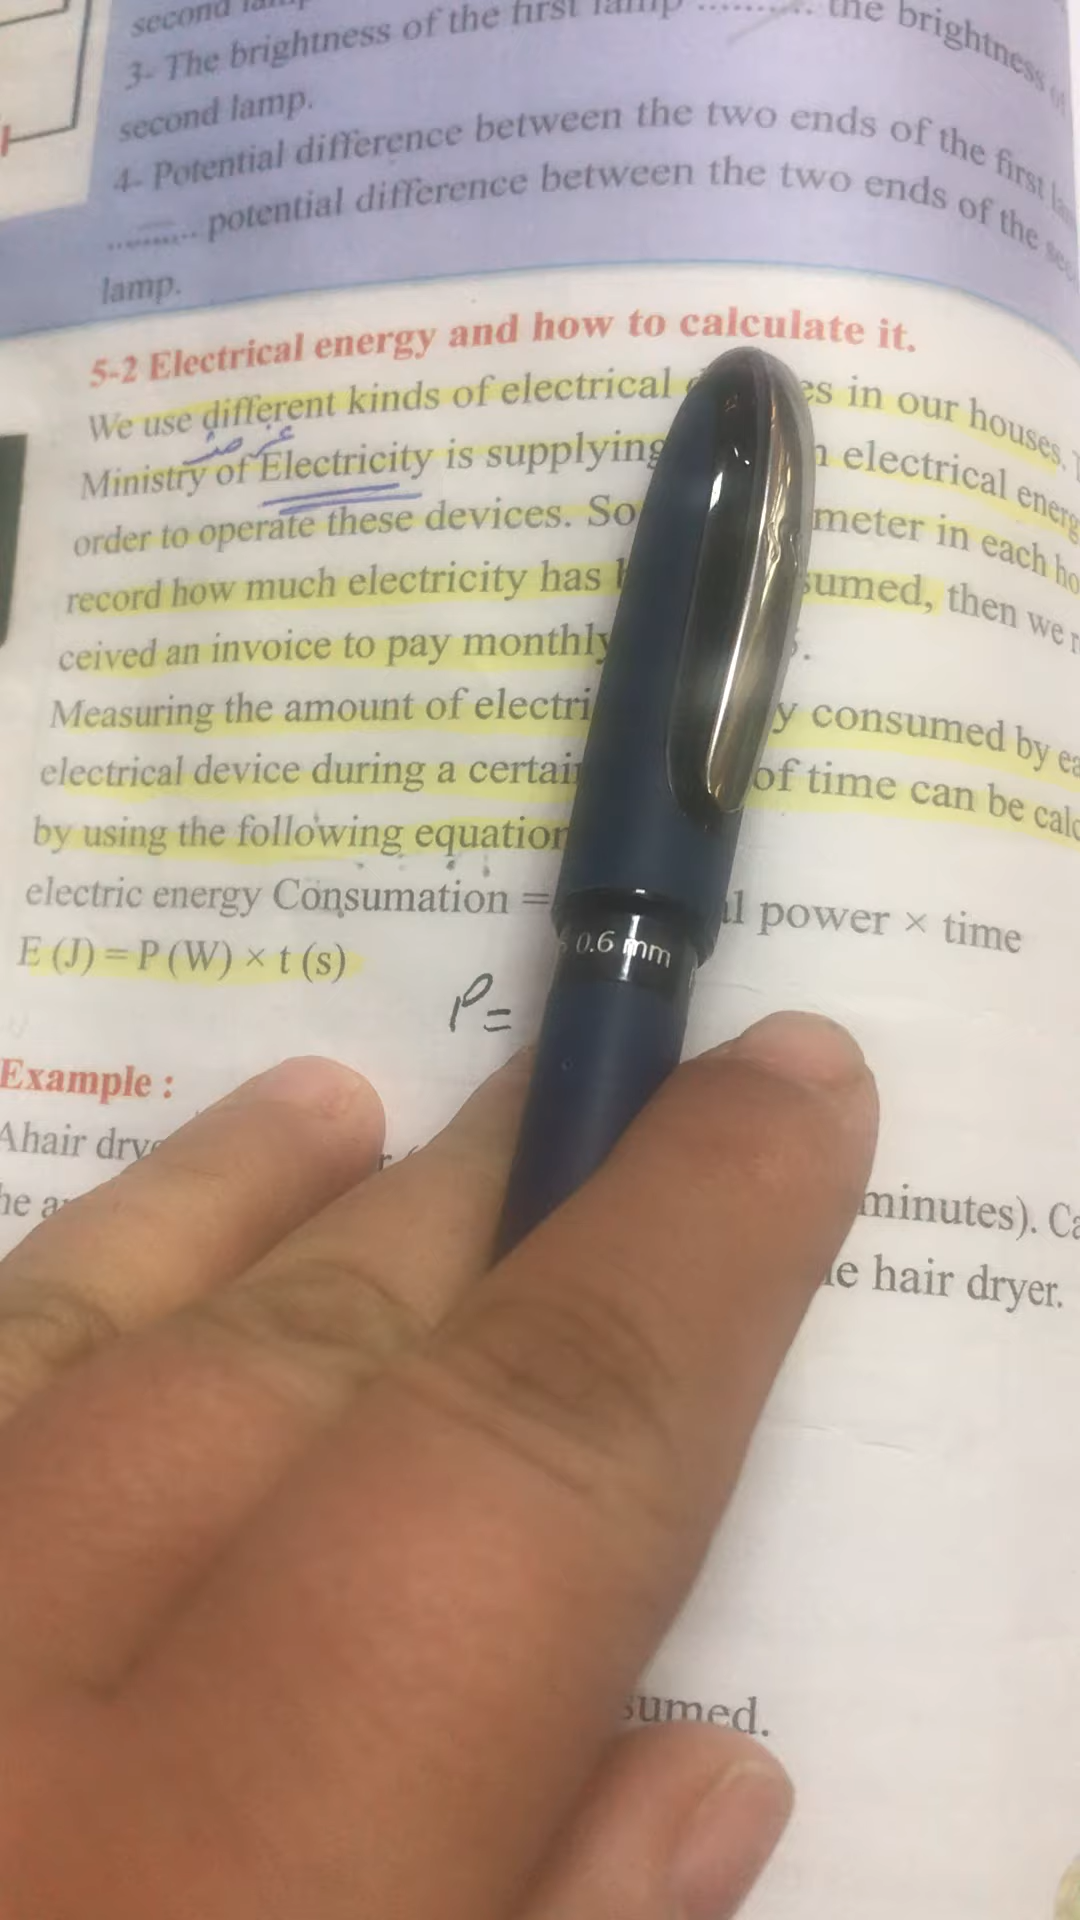 second
3- The brightness of the first lamp .......... the brightness of
second lamp.
4- Potential difference between the two ends of the first
.......... potential difference between the two ends of the
lamp.
5-2 Electrical energy and how to calculate it.
We use different kinds of electrical es in our houses.
Ministry of Electricity is supplying electrical energ
order to operate these devices. So meter in each ho
record how much electricity has sumed, then we r
ceived an invoice to pay monthly
Measuring the amount of electri y consumed by ea
electrical device during a certain of time can be calc
by using the following equation
electric energy Consumation = l power × time
E (J) = P (W) × t (s)
0.6 mm
P=
Example :
Ahair drye
he a minutes). Ca
e hair dryer.
sumed.